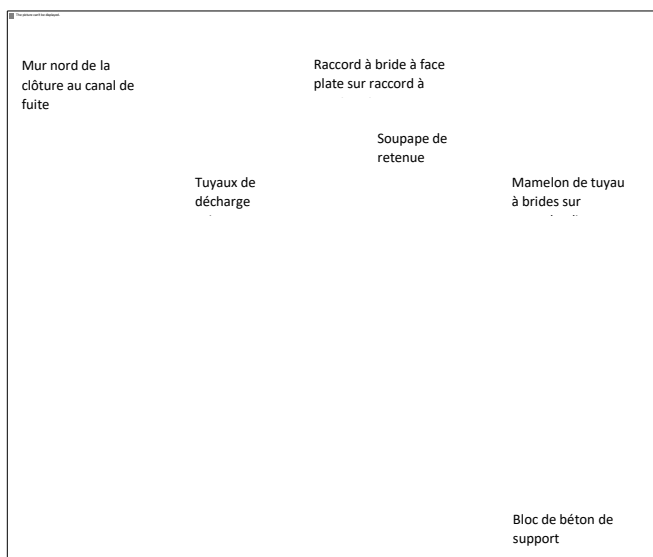 The picture can't be displayed.
Mur nord de la
clôture au canal de
fuite
Raccord à bride à face
plate sur raccord à
Soupape de
retenue
Tuyaux de
décharge
Mamelon de tuyau
à brides sur
Bloc de béton de
support